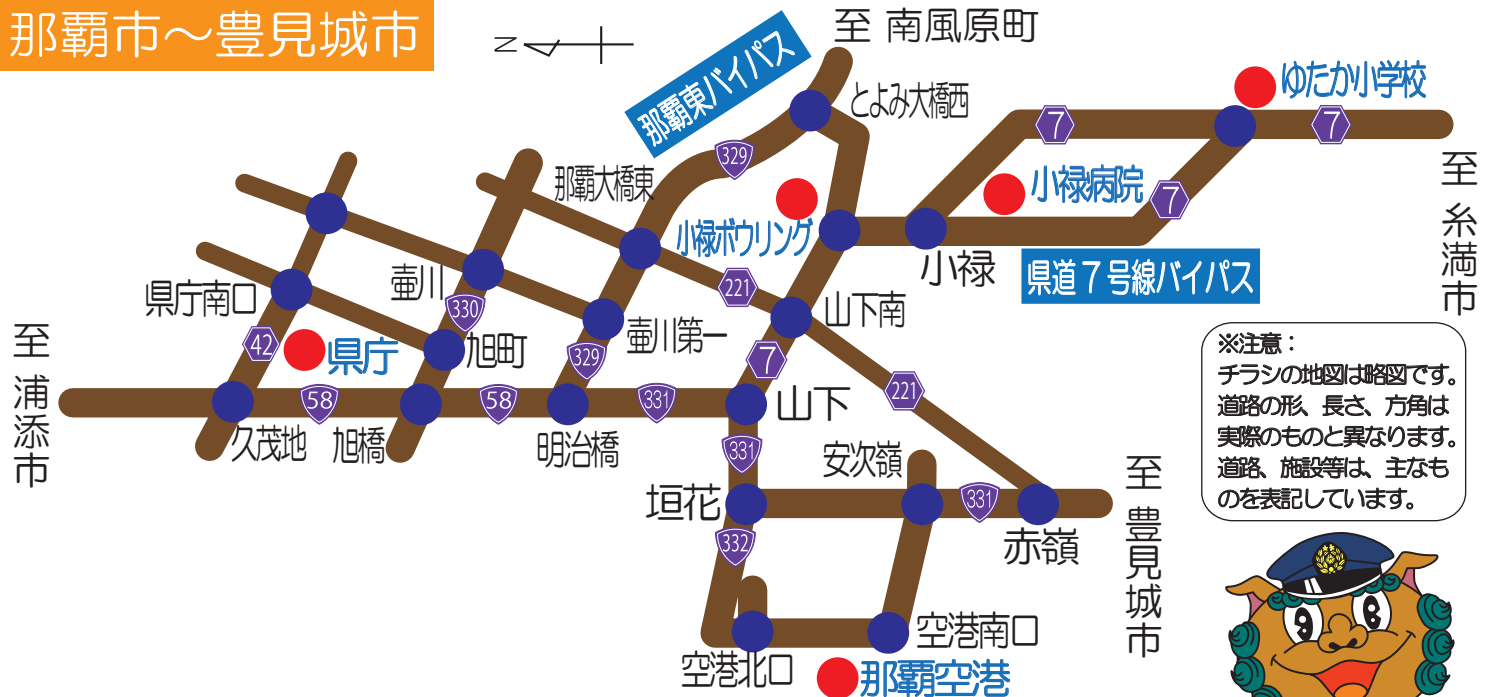 那覇市～豊見城市
N
至 南風原町
那覇東バイパス
とよみ大橋西
ゆたか小学校
7
7
329
那覇大橋東
小禄病院
7
至 糸満市
小禄ボウリング
小禄
県道７号線バイパス
県庁南口
壷川
330
221
山下南
壷川第一
42
県庁
旭町
329
7
至 浦添市
58
58
331
山下
221
久茂地
旭橋
明治橋
331
安次嶺
垣花
331
赤嶺
至 豊見城市
332
空港南口
空港北口
那覇空港
※注意：
チラシの地図は略図です。
道路の形、長さ、方角は
実際のものと異なります。
道路、施設等は、主なも
のを表記しています。